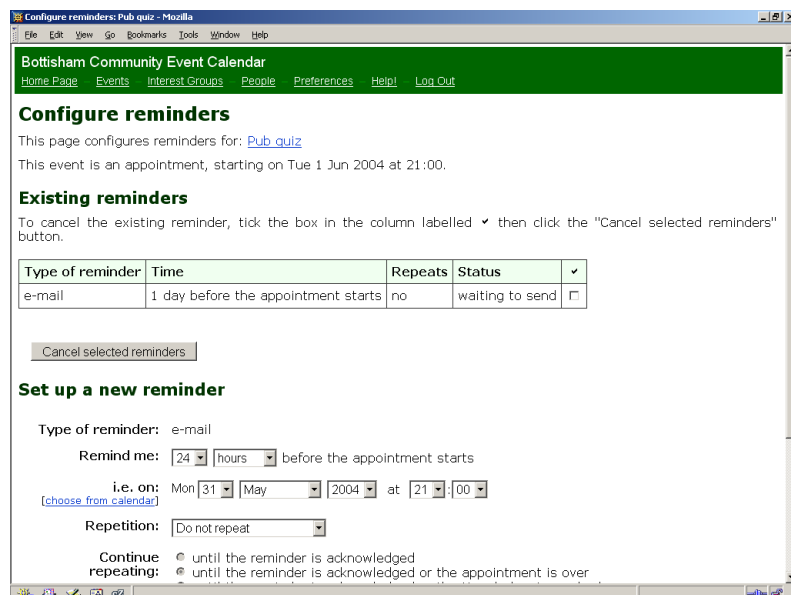 Configure reminders: Pub quiz - Mozilla
File Edit View Go Bookmarks Tools Window Help
Bottisham Community Event Calendar
Home Page – Events – Interest Groups – People – Preferences – Help! – Log Out
Configure reminders
This page configures reminders for: Pub quiz
This event is an appointment, starting on Tue 1 Jun 2004 at 21:00.
Existing reminders
To cancel the existing reminder, tick the box in the column labelled ✓ then click the "Cancel selected reminders"
button.
Type of reminder Time Repeats Status ✓
e-mail 1 day before the appointment starts no waiting to send
Cancel selected reminders
Set up a new reminder
Type of reminder: e-mail
Remind me: 24 hours before the appointment starts
i.e. on: Mon 31 May 2004 at 21 : 00
[choose from calendar]
Repetition: Do not repeat
Continue
repeating:
until the reminder is acknowledged
until the reminder is acknowledged or the appointment is over